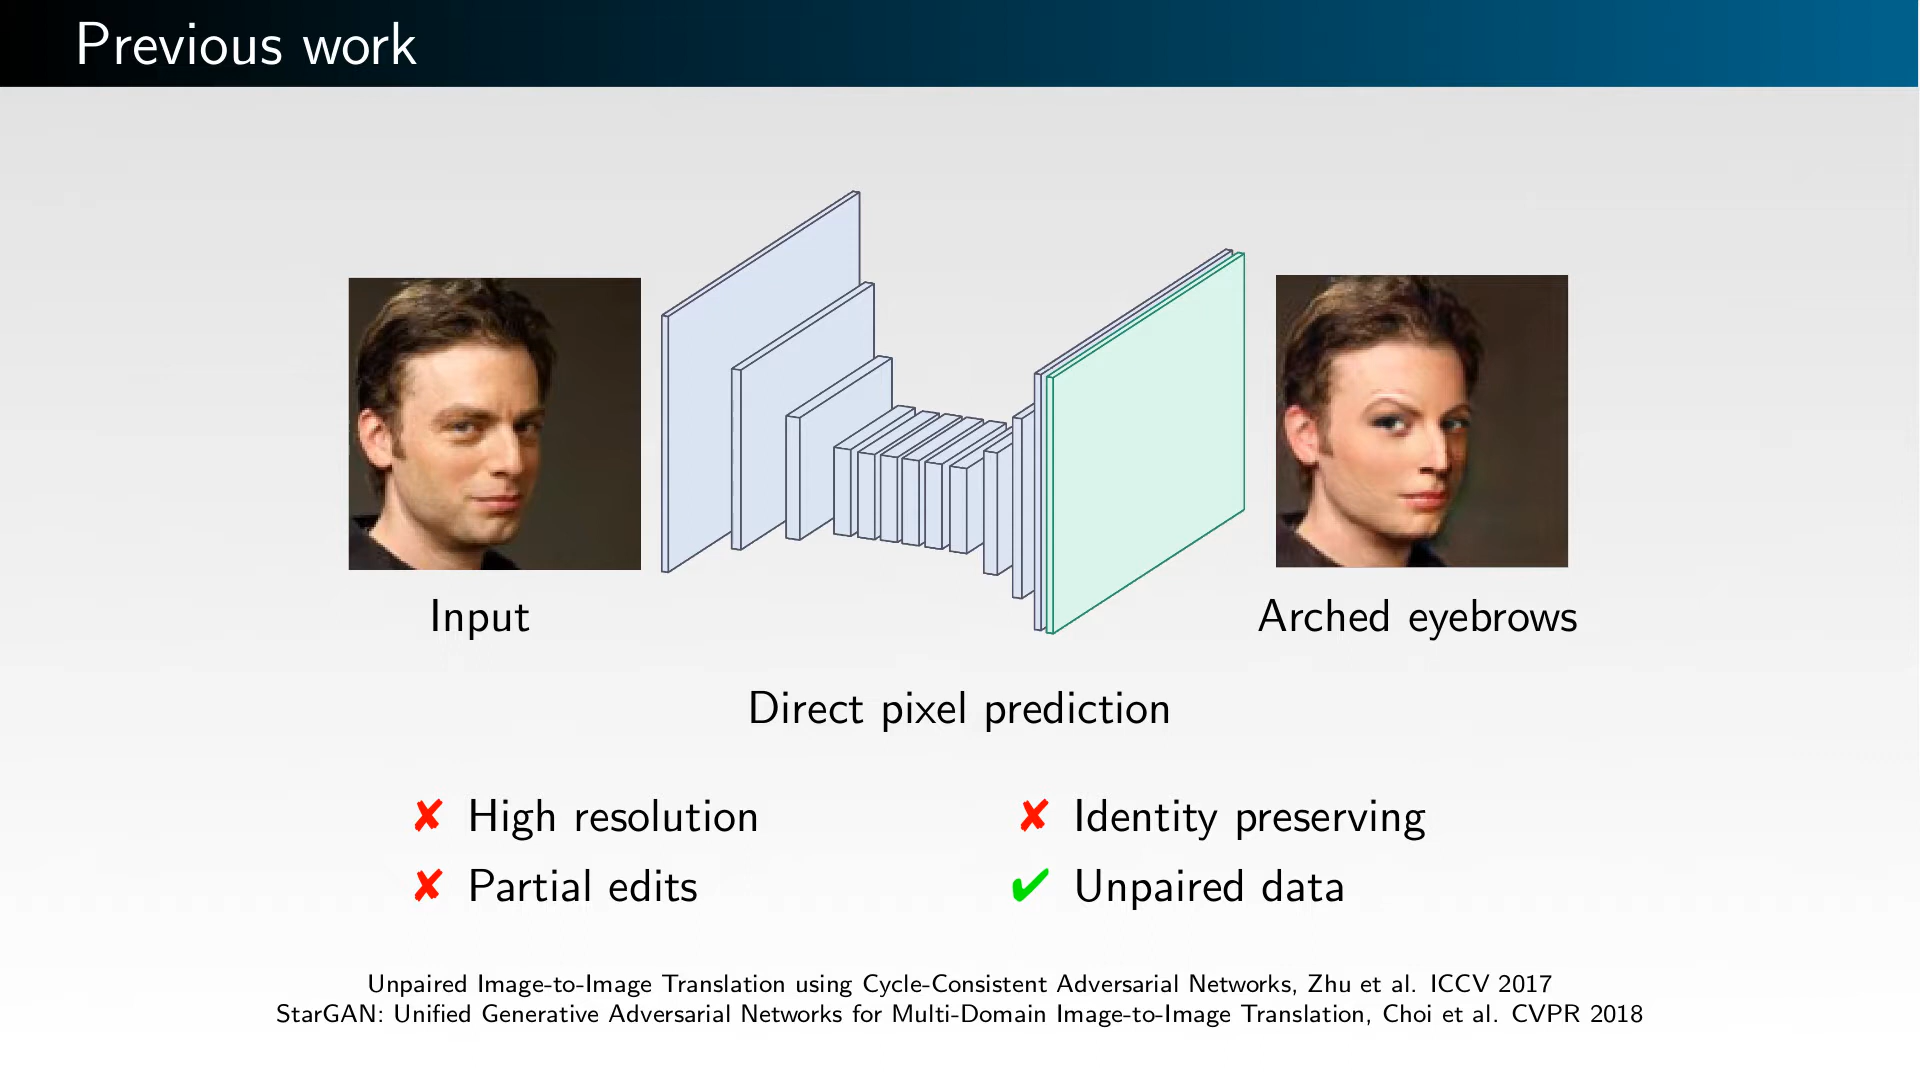 Previous work
Input
Arched eyebrows
Direct pixel prediction
✘ High resolution
✘ Identity preserving
✘ Partial edits
✔ Unpaired data
Unpaired Image-to-Image Translation using Cycle-Consistent Adversarial Networks, Zhu et al. ICCV 2017
StarGAN: Unified Generative Adversarial Networks for Multi-Domain Image-to-Image Translation, Choi et al. CVPR 2018